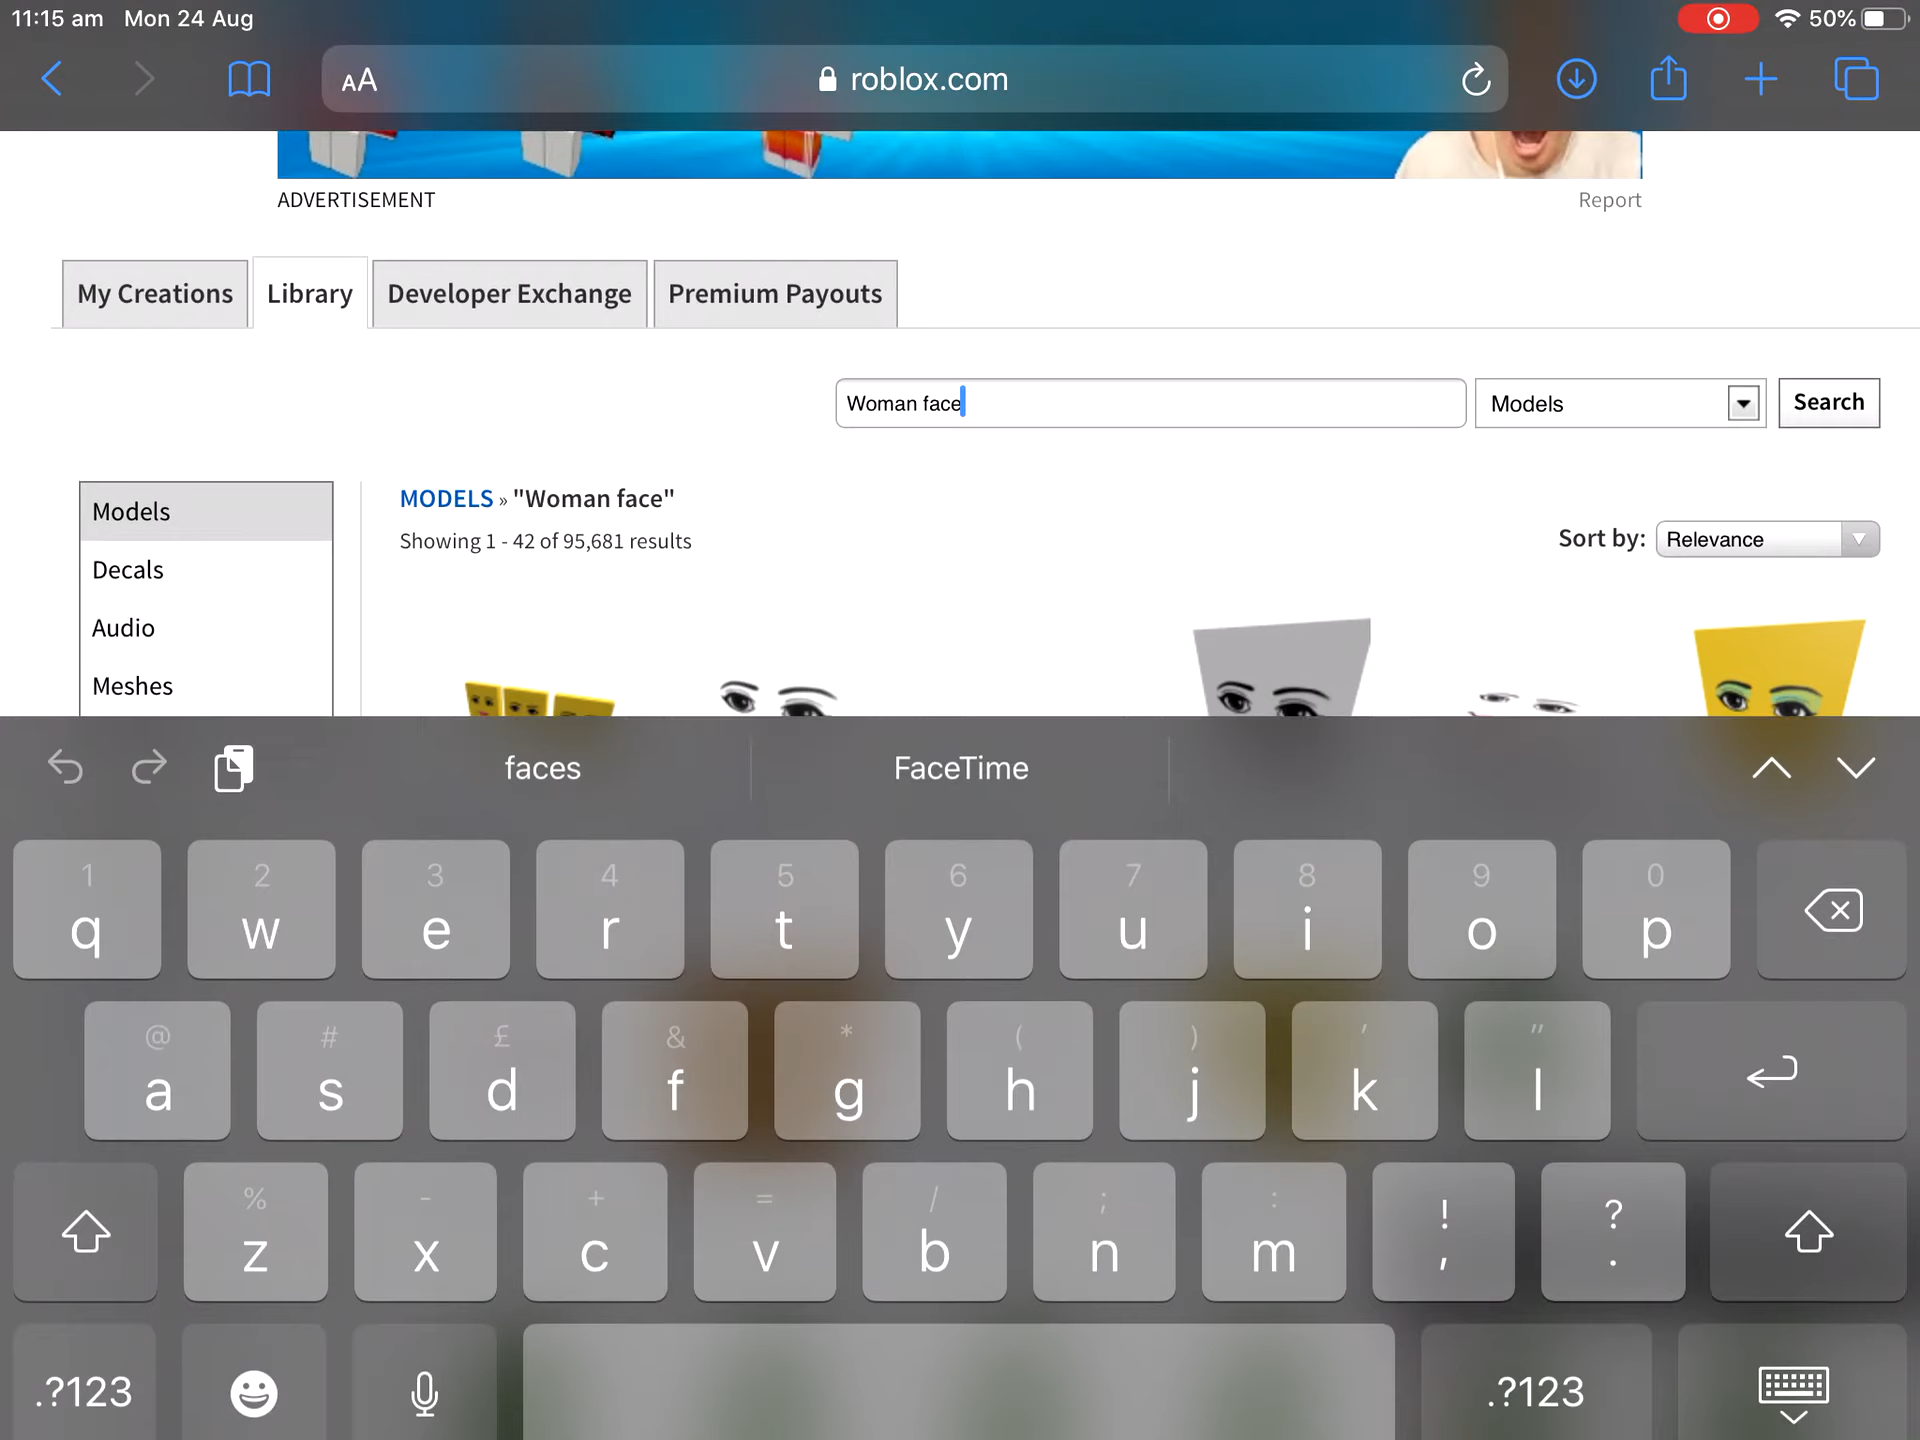 11:15 am Mon 24 Aug 50%
AA roblox.com
ADVERTISEMENT Report
My Creations Library Developer Exchange Premium Payouts
Woman face Models Search
Models
Decals
Audio
Meshes
MODELS » "Woman face"
Showing 1 - 42 of 95,681 results
Sort by: Relevance
faces FaceTime
1 2 3 4 5 6 7 8 9 0
q w e r t y u i o p
@ # £ & * ( ) ' "
a s d f g h j k l
% - + = / ; : ! ?
z x c v b n m , .
.?123 .?123